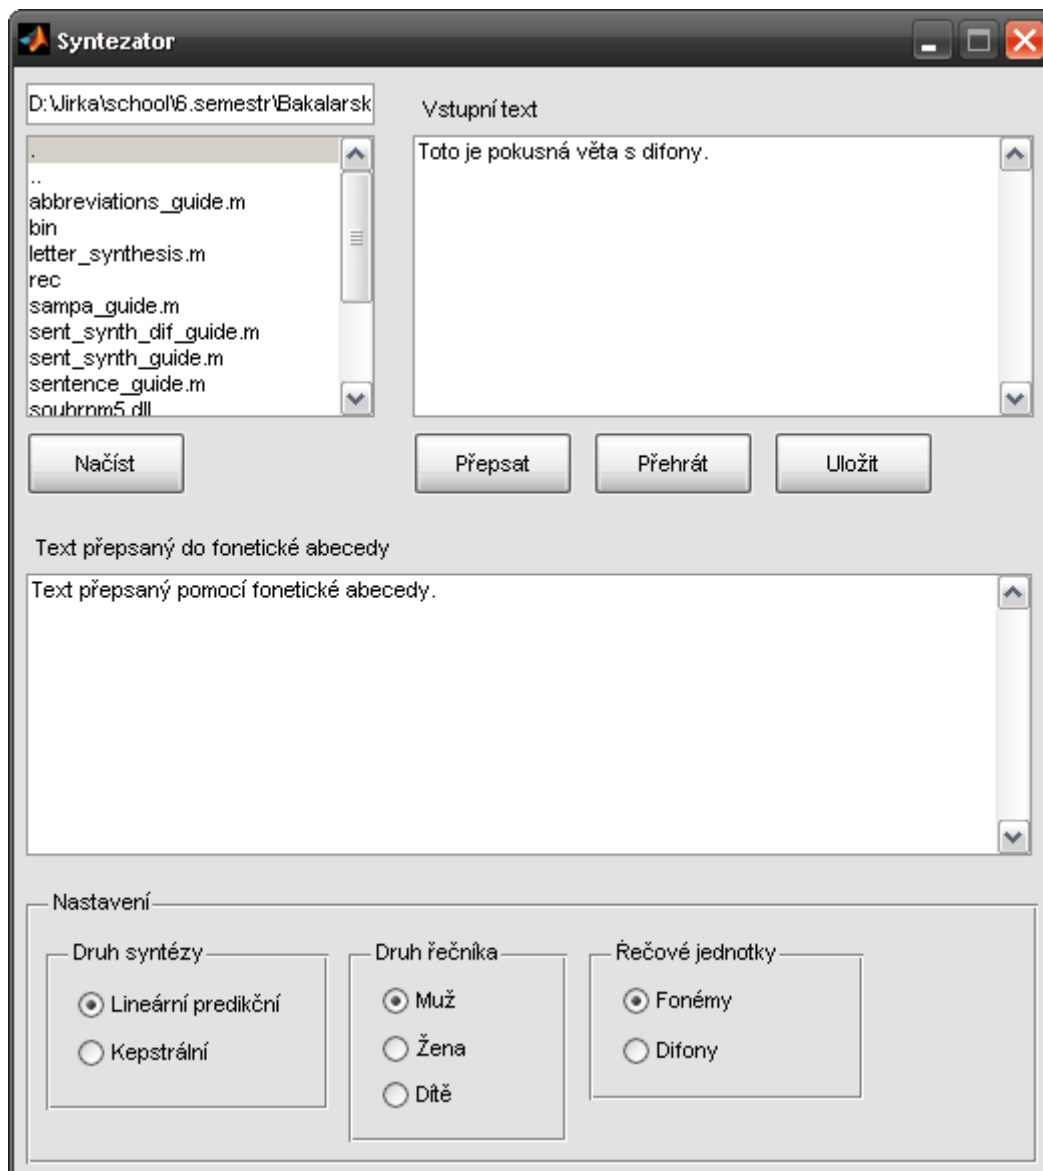 Syntezator
D:\Jirka\school\6.semestr\Bakalarsk
.
..
abbreviations_guide.m
bin
letter_synthesis.m
rec
sampa_guide.m
sent_synth_dif_guide.m
sent_synth_guide.m
sentence_guide.m
souhrnm5.dll
Načíst
Vstupní text
Toto je pokusná věta s difony.
Přepsat
Přehrát
Uložit
Text přepsaný do fonetické abecedy
Text přepsaný pomocí fonetické abecedy.
Nastavení
Druh syntézy
Lineární predikční
Kepstrální
Druh řečníka
Muž
Žena
Dítě
Řečové jednotky
Fonémy
Difony